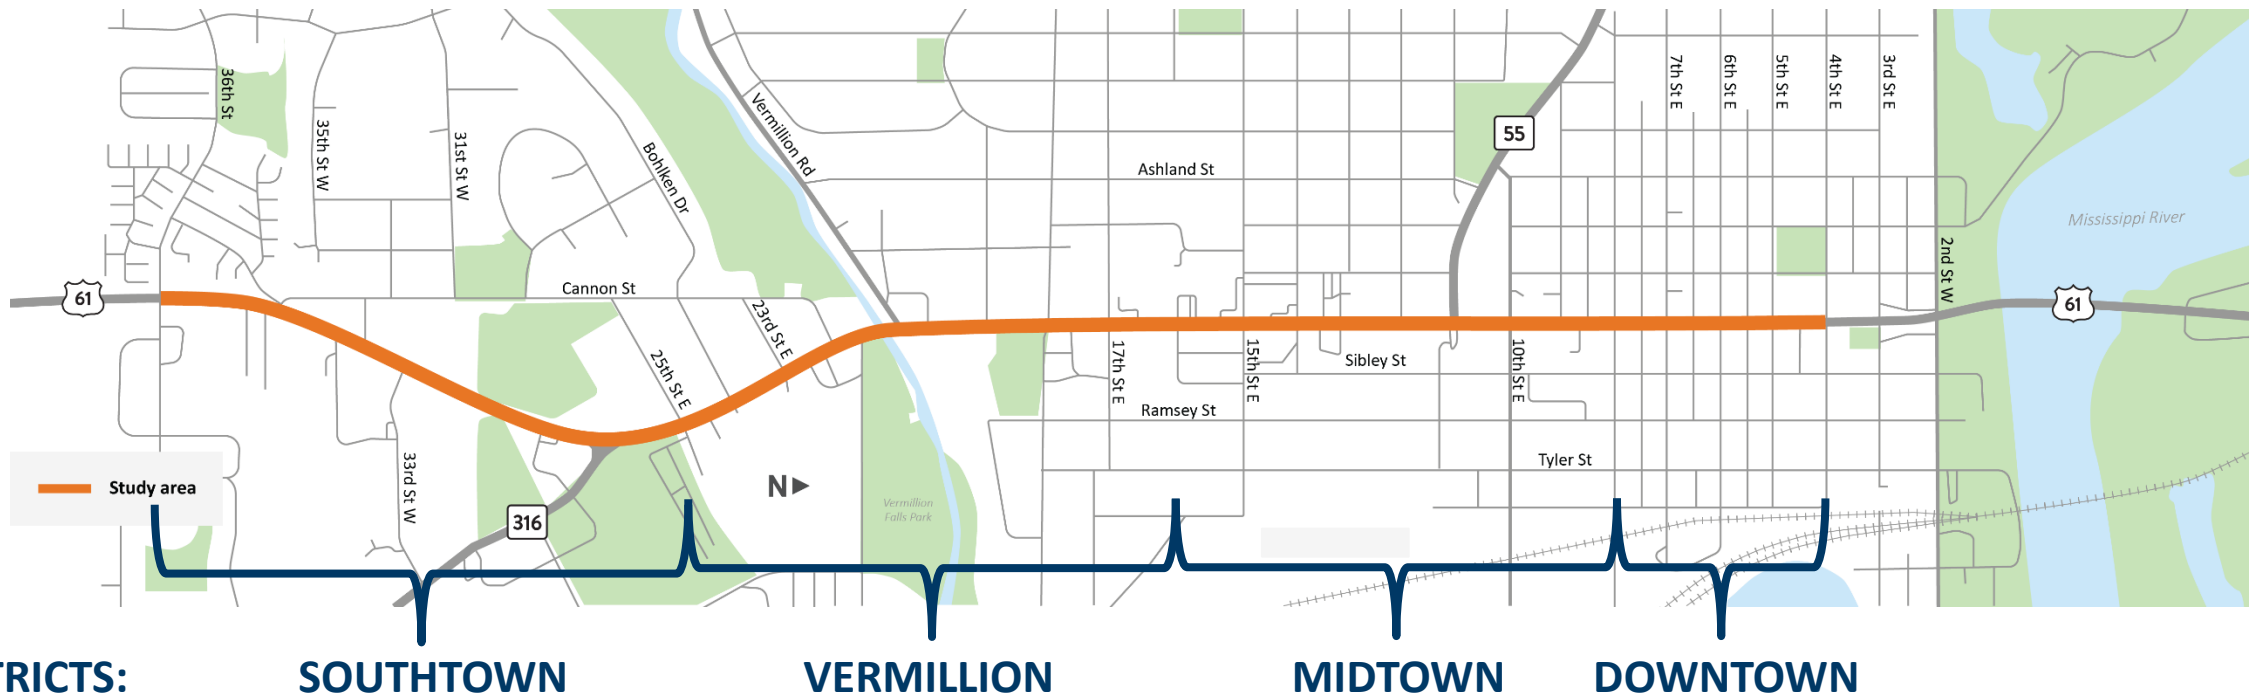 36th St
35th St W
31st St W
Bohlken Dr
Vermillion Rd
Ashland St
55
7th St E
6th St E
5th St E
4th St E
3rd St E
Mississippi River
2nd St W
61
Cannon St
23rd St E
25th St E
61
17th St E
15th St E
Sibley St
10th St E
Ramsey St
Tyler St
33rd St W
316
N
Vermillion
Falls Park
Study area
TRICTS:
SOUTHTOWN
VERMILLION
MIDTOWN
DOWNTOWN